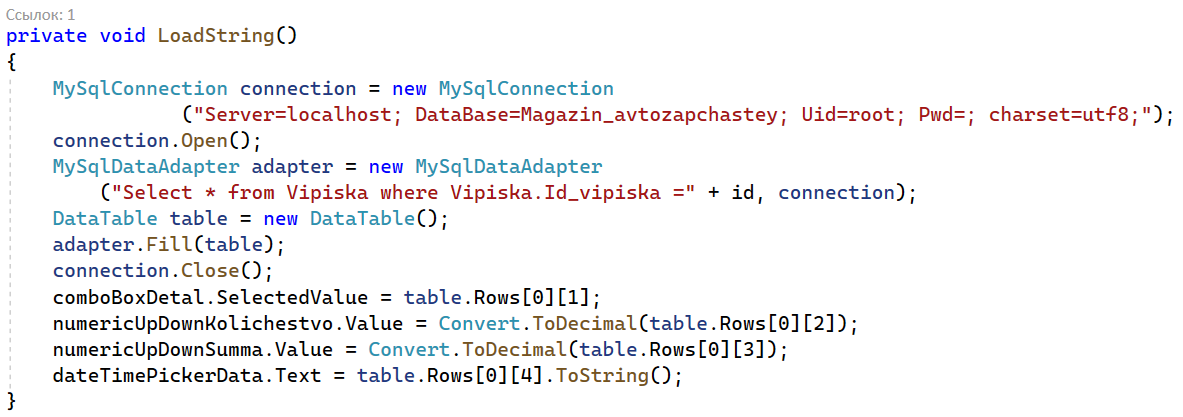 Ссылок: 1
private void LoadString()
{
    MySqlConnection connection = new MySqlConnection
               ("Server=localhost; DataBase=Magazin_avtozapchastey; Uid=root; Pwd=; charset=utf8;");
    connection.Open();
    MySqlDataAdapter adapter = new MySqlDataAdapter
        ("Select * from Vipiska where Vipiska.Id_vipiska =" + id, connection);
    DataTable table = new DataTable();
    adapter.Fill(table);
    connection.Close();
    comboBoxDetal.SelectedValue = table.Rows[0][1];
    numericUpDownKolichestvo.Value = Convert.ToDecimal(table.Rows[0][2]);
    numericUpDownSumma.Value = Convert.ToDecimal(table.Rows[0][3]);
    dateTimePickerData.Text = table.Rows[0][4].ToString();
}